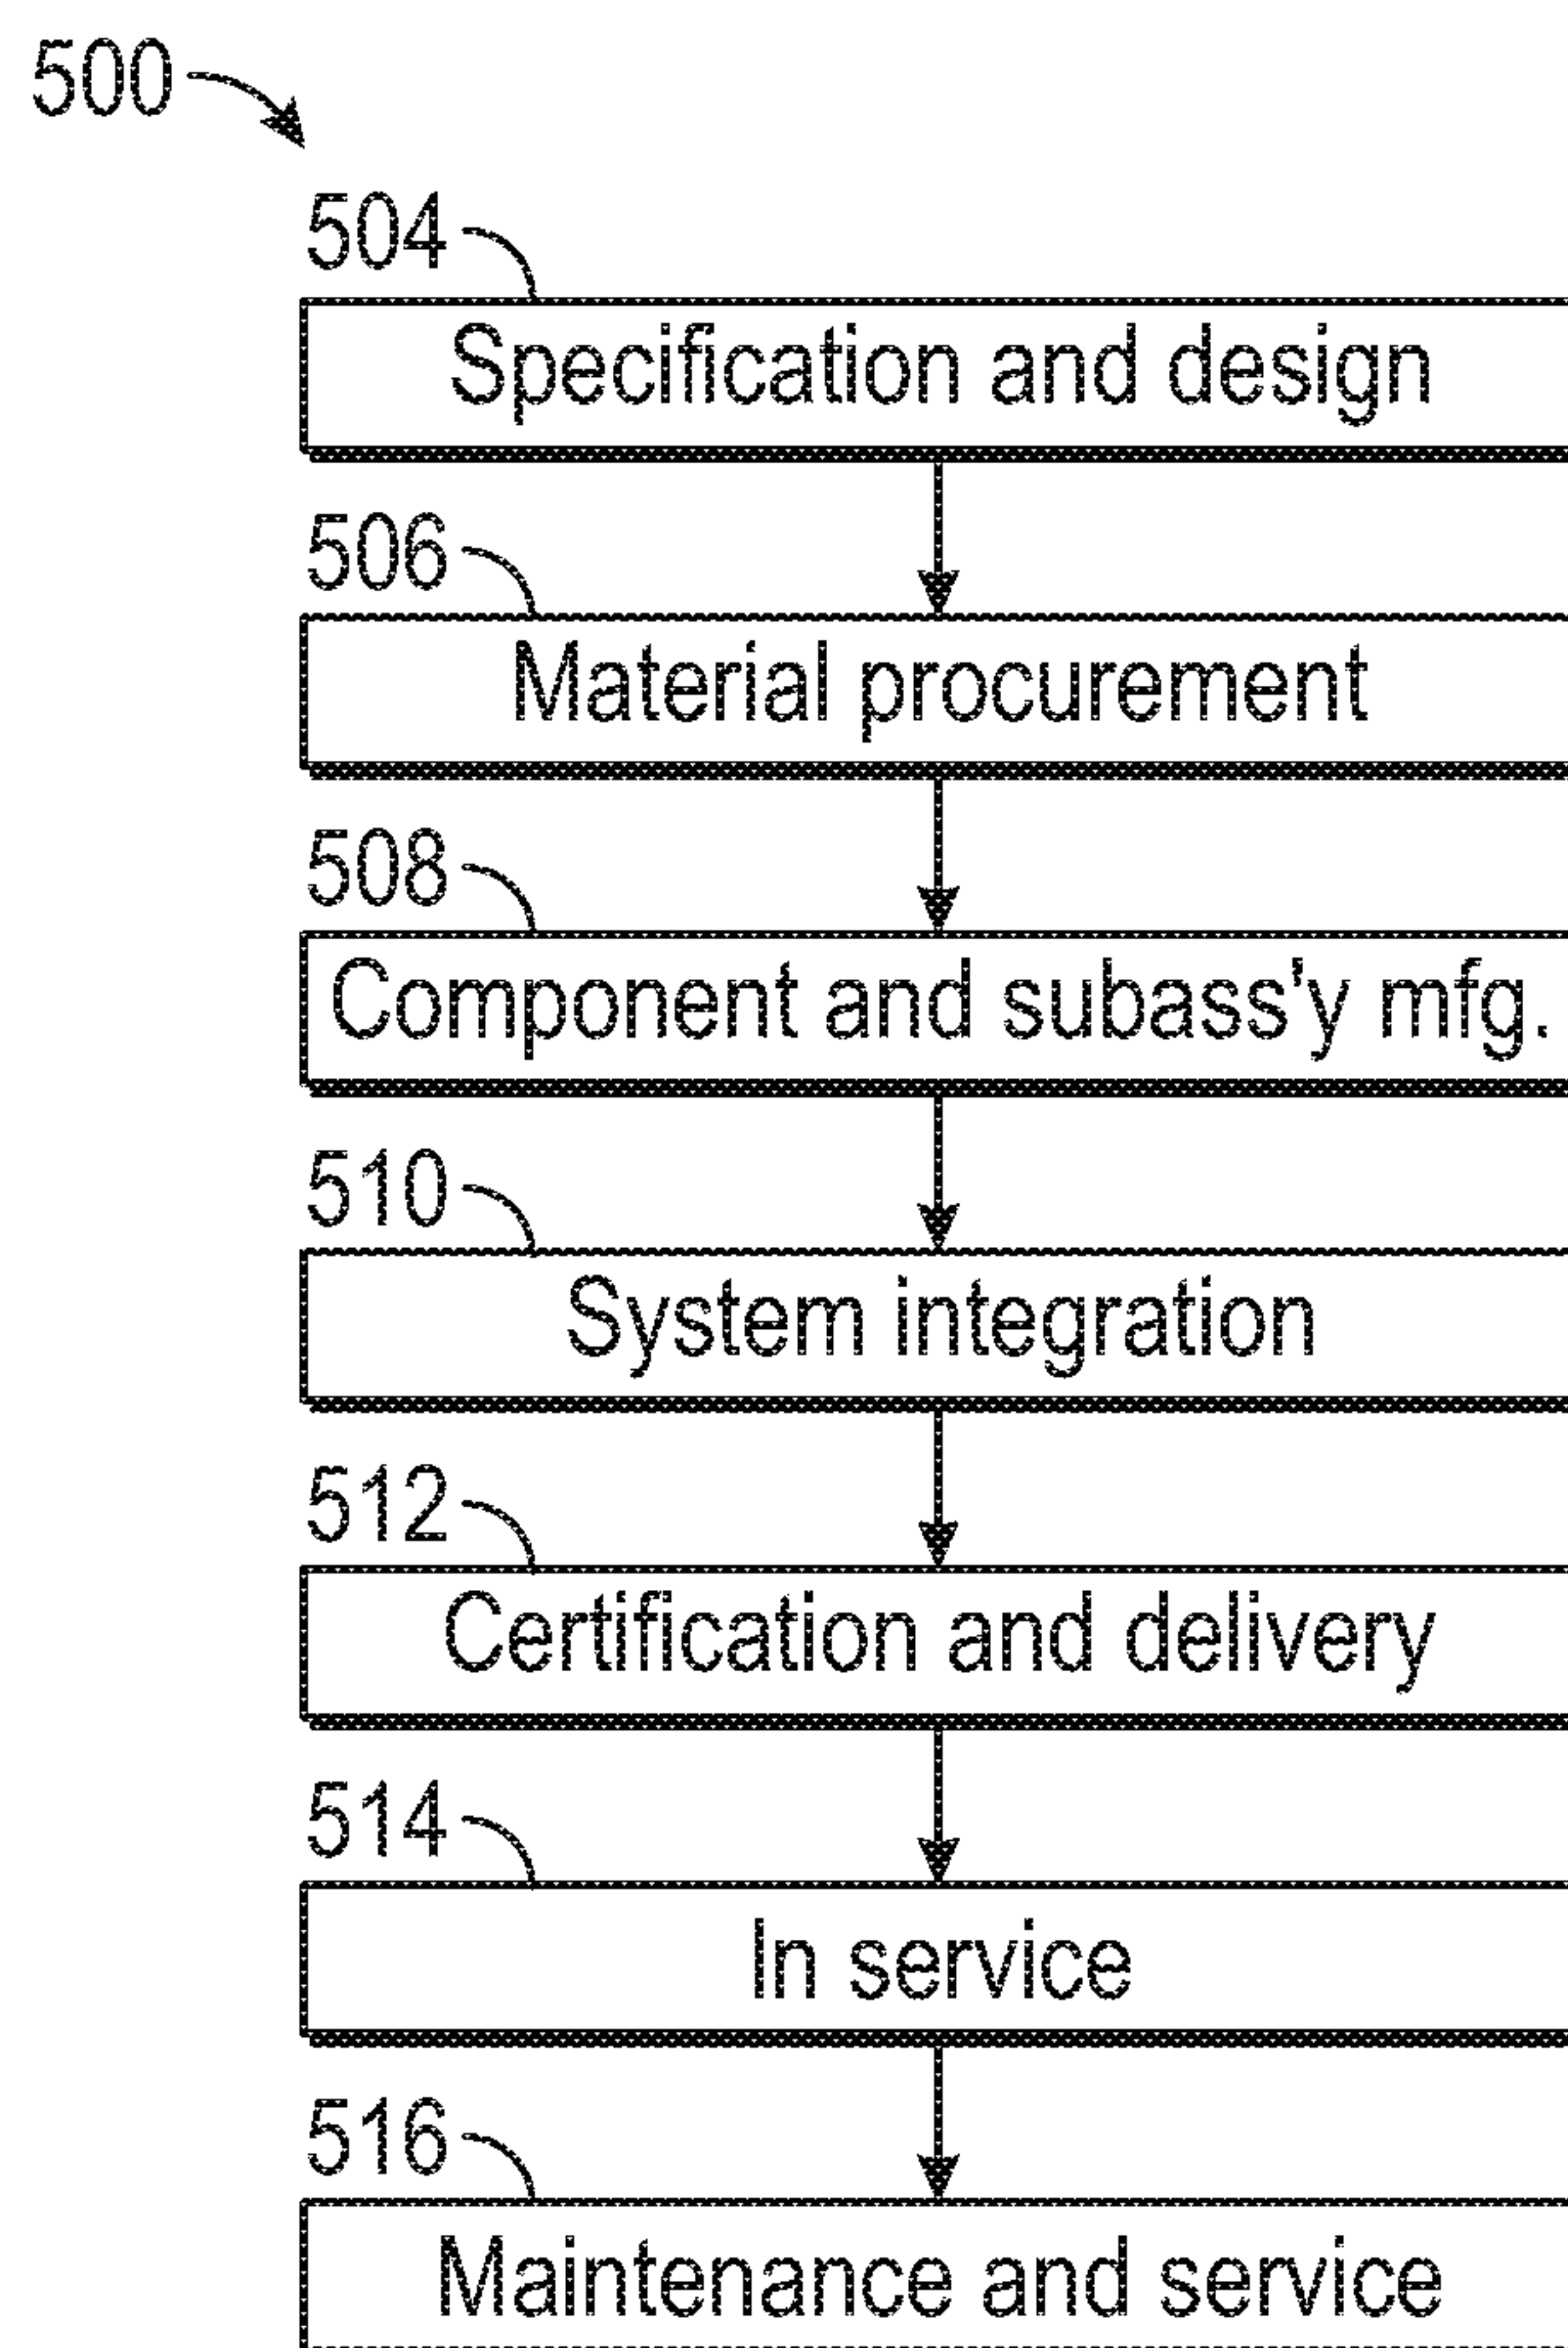 500
504
Specification and design
506
Material procurement
508
Component and subass'y mfg.
510
System integration
512
Certification and delivery
514
In service
516
Maintenance and service